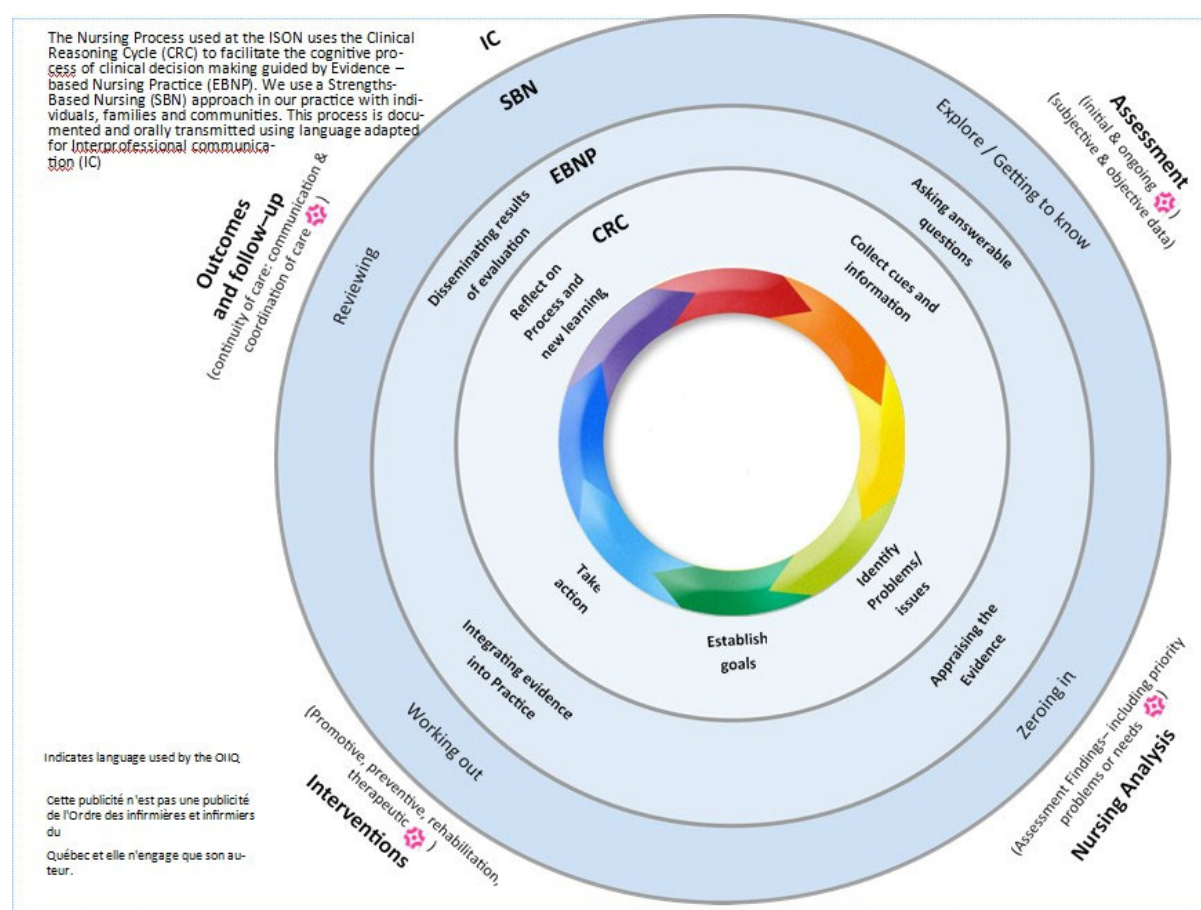 The Nursing Process used at the ISON uses the Clinical
Reasoning Cycle (CRC) to facilitate the cognitive pro-
cess of clinical decision making guided by Evidence –
based Nursing Practice (EBNP). We use a Strengths-
Based Nursing (SBN) approach in our practice with indi-
viduals, families and communities. This process is docu-
mented and orally transmitted using language adapted
for Interprofessional communica-
tion (IC)
IC
SBN
EBNP
CRC
Assessment
(initial & ongoing )
(subjective & objective data)
Explore / Getting to know
Asking answerable
questions
Collect cues and
information
Identify
Problems/
issues
Appraising the
Evidence
Zeroing in
(Assessment Findings– including priority
problems or needs )
Nursing Analysis
Establish
goals
Take
action
Integrating evidence
into Practice
Working out
(Promotive, preventive, rehabilitation,
therapeutic )
Interventions
Reflect on
Process and
new learning
Disseminating results
of evaluation
Reviewing
Outcomes
and follow–up
(continuity of care: communication &
coordination of care )
Indicates language used by the OIIQ
Cette publicité n'est pas une publicité
de l'Ordre des infirmières et infirmiers
du
Québec et elle n'engage que son au-
teur.